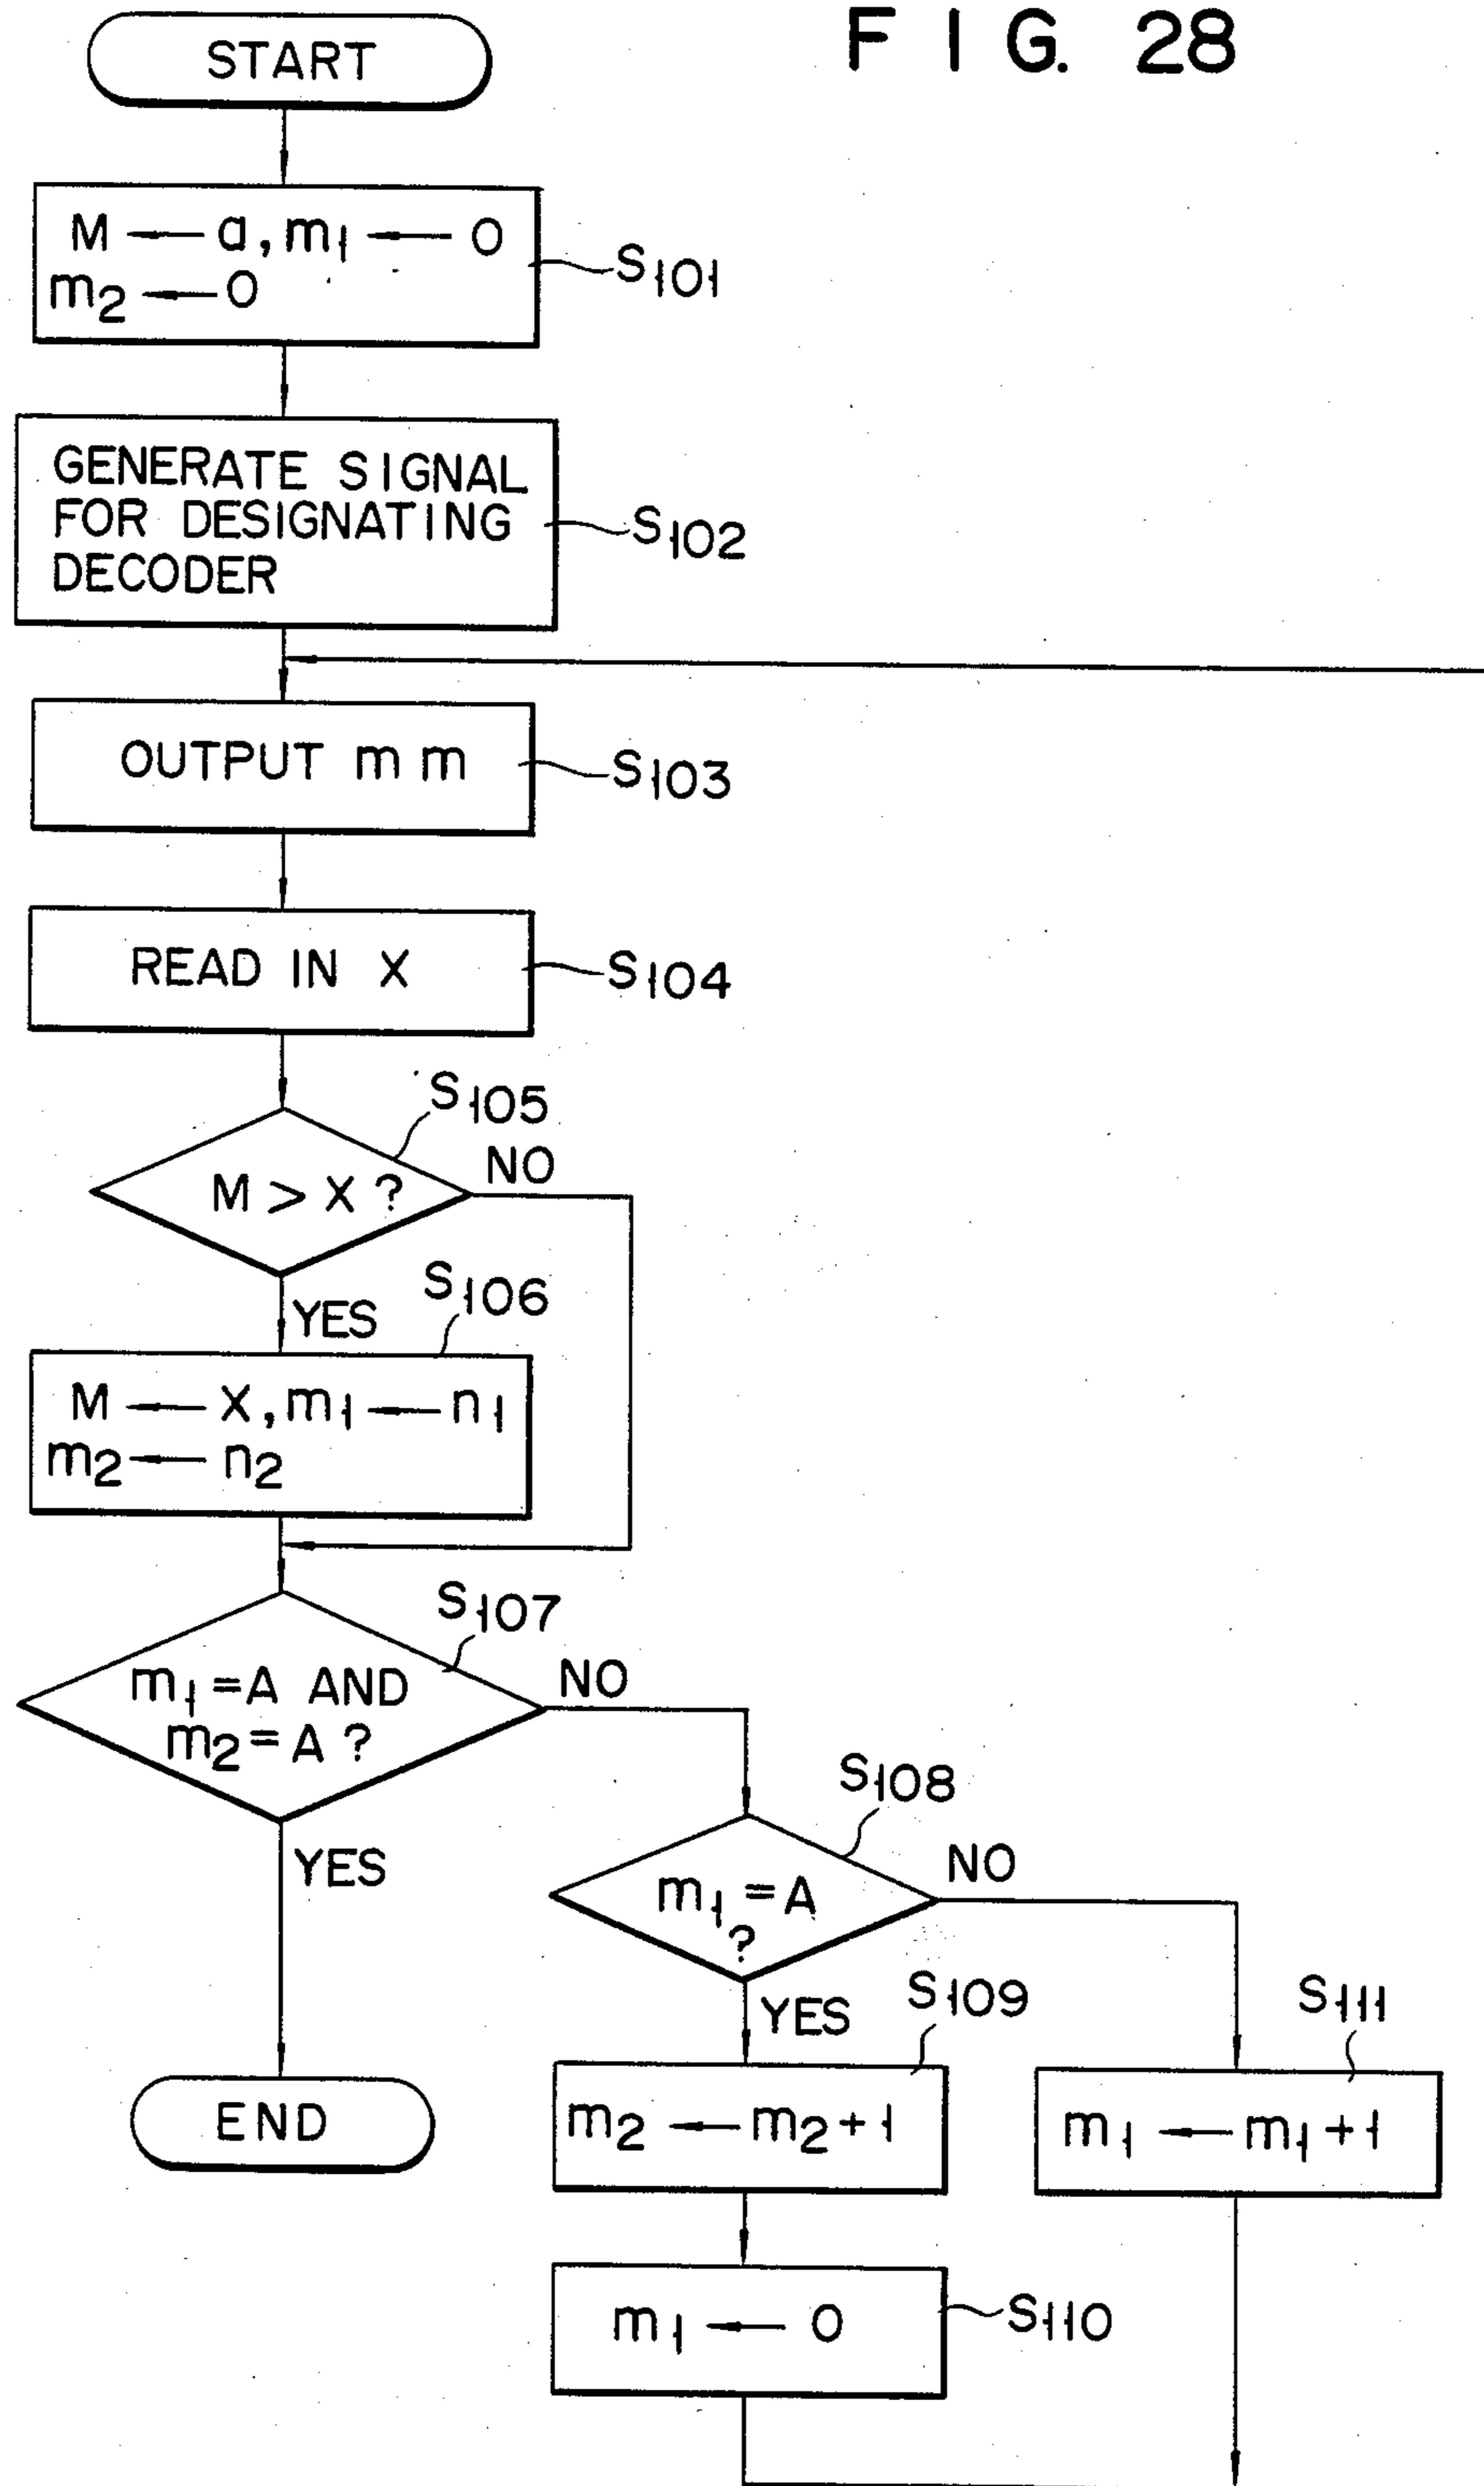 FIG. 28
START
M ← a, m₁ ← 0
m₂ ← 0
S₁₀₁
GENERATE SIGNAL
FOR DESIGNATING
DECODER
S₁₀₂
OUTPUT m m
S₁₀₃
READ IN X
S₁₀₄
S₁₀₅
M > X ?
NO
YES
S₁₀₆
M ← X, m₁ ← n₁
m₂ ← n₂
S₁₀₇
m₁ = A AND
m₂ = A ?
NO
YES
S₁₀₈
m₁ = A
?
NO
YES
S₁₀₉
S₁₁₁
END
m₂ ← m₂ + 1
m₁ ← m₁ + 1
m₁ ← 0
S₁₁₀